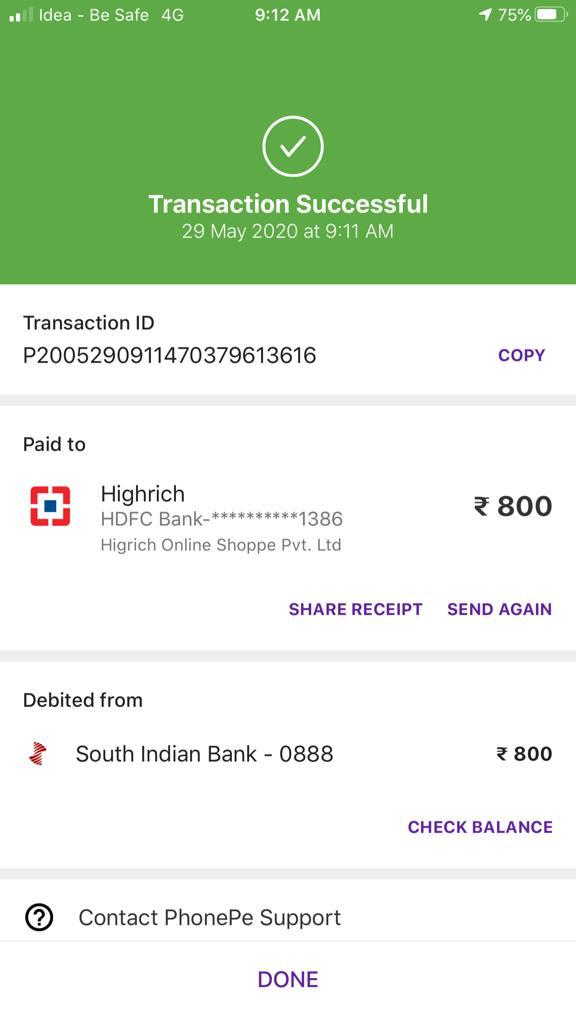 Idea - Be Safe 4G 9:12 AM 75%
Transaction Successful
29 May 2020 at 9:11 AM
Transaction ID
P2005290911470379613616 COPY
Paid to
Highrich
₹ 800
HDFC Bank-**********1386
Higrich Online Shoppe Pvt. Ltd
SHARE RECEIPT SEND AGAIN
Debited from
South Indian Bank - 0888 ₹ 800
CHECK BALANCE
Contact PhonePe Support
DONE